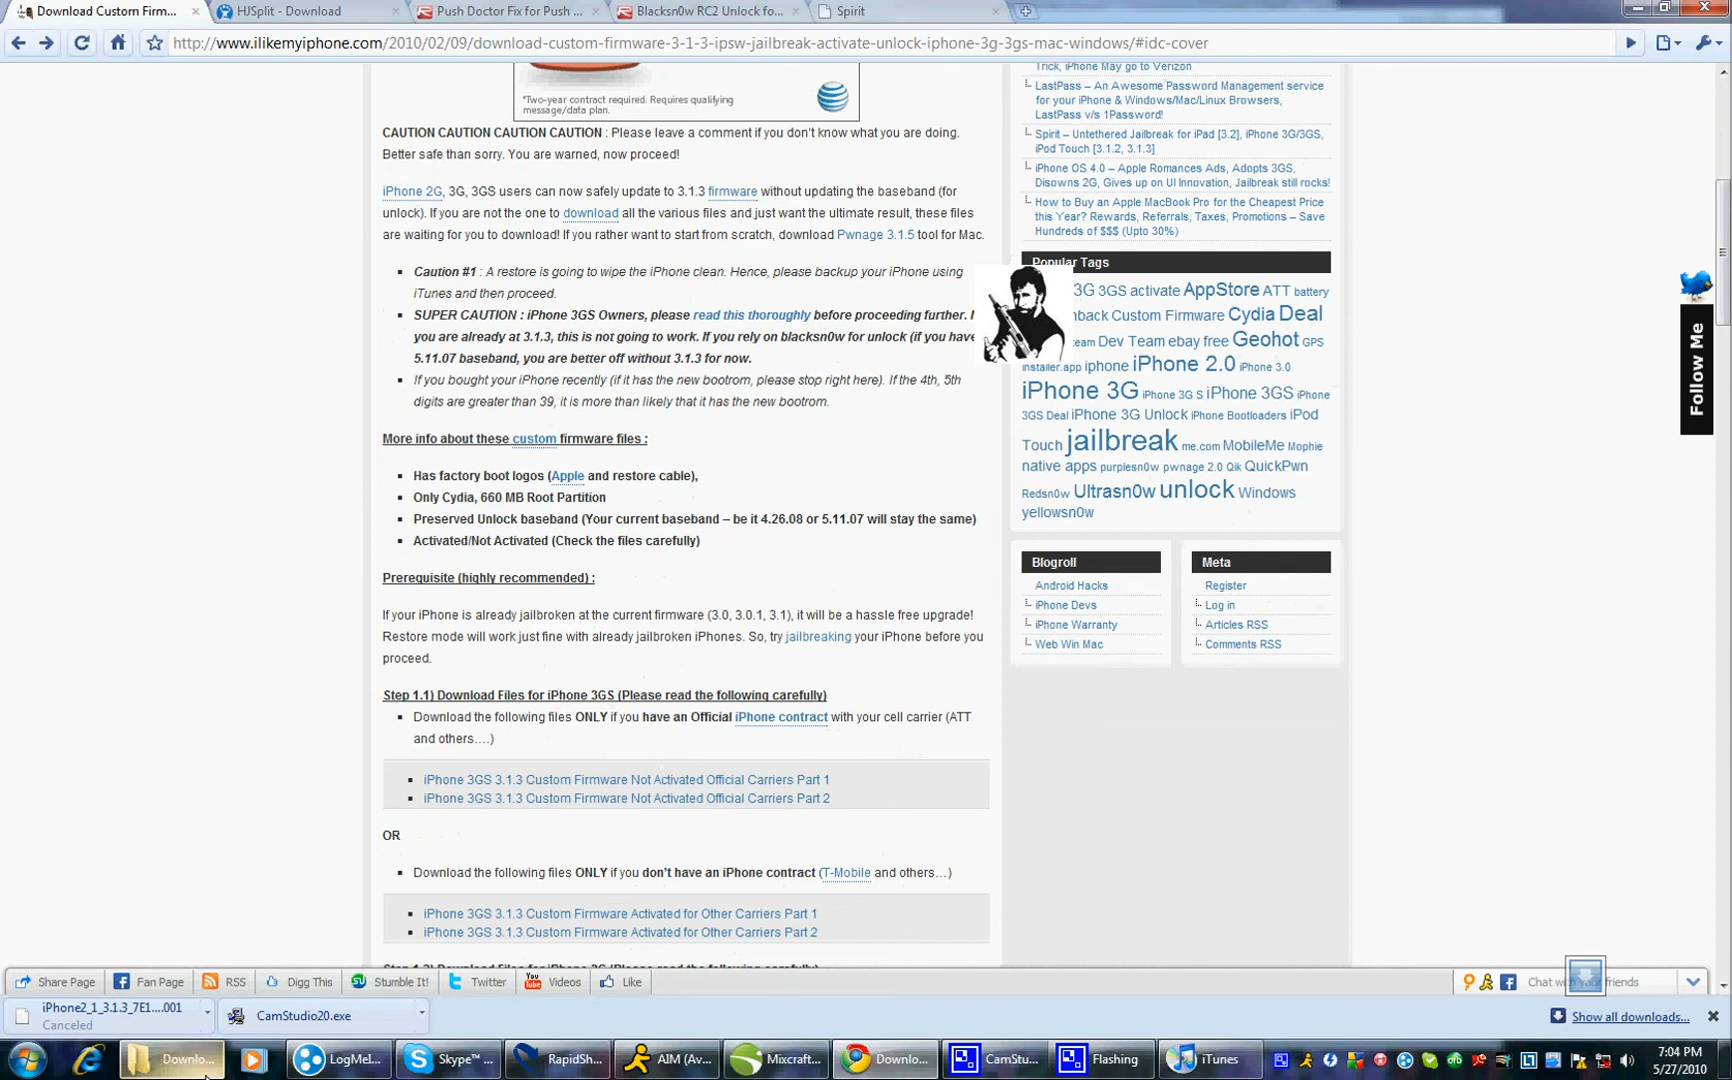 Download Custom Firm...
HJSplit - Download
Push Doctor Fix for Push ...
Blacksn0w RC2 Unlock fo...
Spirit
http://www.ilikemyiphone.com/2010/02/09/download-custom-firmware-3-1-3-ipsw-jailbreak-activate-unlock-iphone-3g-3gs-mac-windows/#idc-cover
*Two-year contract required. Requires qualifying
message/data plan.
at&t
CAUTION CAUTION CAUTION CAUTION : Please leave a comment if you don't know what you are doing.
Better safe than sorry. You are warned, now proceed!
iPhone 2G, 3G, 3GS users can now safely update to 3.1.3 firmware without updating the baseband (for
unlock). If you are not the one to download all the various files and just want the ultimate result, these files
are waiting for you to download! If you rather want to start from scratch, download Pwnage 3.1.5 tool for Mac.
Caution #1 : A restore is going to wipe the iPhone clean. Hence, please backup your iPhone using
iTunes and then proceed.
SUPER CAUTION : iPhone 3GS Owners, please read this thoroughly before proceeding further.
you are already at 3.1.3, this is not going to work. If you rely on blacksn0w for unlock (if you have
5.11.07 baseband, you are better off without 3.1.3 for now.
If you bought your iPhone recently (if it has the new bootrom, please stop right here). If the 4th, 5th
digits are greater than 39, it is more than likely that it has the new bootrom.
More info about these custom firmware files :
Has factory boot logos (Apple and restore cable),
Only Cydia, 660 MB Root Partition
Preserved Unlock baseband (Your current baseband – be it 4.26.08 or 5.11.07 will stay the same)
Activated/Not Activated (Check the files carefully)
Prerequisite (highly recommended) :
If your iPhone is already jailbroken at the current firmware (3.0, 3.0.1, 3.1), it will be a hassle free upgrade!
Restore mode will work just fine with already jailbroken iPhones. So, try jailbreaking your iPhone before you
proceed.
Step 1.1) Download Files for iPhone 3GS (Please read the following carefully)
Download the following files ONLY if you have an Official iPhone contract with your cell carrier (ATT
and others....)
iPhone 3GS 3.1.3 Custom Firmware Not Activated Official Carriers Part 1
iPhone 3GS 3.1.3 Custom Firmware Not Activated Official Carriers Part 2
OR
Download the following files ONLY if you don't have an iPhone contract (T-Mobile and others...)
iPhone 3GS 3.1.3 Custom Firmware Activated for Other Carriers Part 1
iPhone 3GS 3.1.3 Custom Firmware Activated for Other Carriers Part 2
Step 1.2) Download Files for iPhone 3G (Please read the following carefully)
Trick, iPhone May go to Verizon
LastPass – An Awesome Password Management service
for your iPhone & Windows/Mac/Linux Browsers,
LastPass v/s 1Password!
Spirit – Untethered Jailbreak for iPad [3.2], iPhone 3G/3GS,
iPod Touch [3.1.2, 3.1.3]
iPhone OS 4.0 – Apple Romances Ads, Adopts 3GS,
Disowns 2G, Gives up on UI Innovation, Jailbreak still rocks!
How to Buy an Apple MacBook Pro for the Cheapest Price
this Year? Rewards, Referrals, Taxes, Promotions – Save
Hundreds of $$$ (Upto 30%)
Popular Tags
3G 3GS activate AppStore ATT battery
Custom Firmware Cydia Deal
Dev Team ebay free Geohot GPS
installer.app iphone iPhone 2.0 iPhone 3.0
iPhone 3G iPhone 3G S iPhone 3GS iPhone
3GS Deal iPhone 3G Unlock iPhone Bootloaders iPod
Touch jailbreak me.com MobileMe Mophie
native apps purplesn0w pwnage 2.0 Qik QuickPwn
Redsn0w Ultrasn0w unlock Windows
yellowsn0w
Blogroll
Android Hacks
iPhone Devs
iPhone Warranty
Web Win Mac
Meta
Register
Log in
Articles RSS
Comments RSS
Follow Me
Share Page
Fan Page
RSS
Digg This
Stumble It!
Twitter
Videos
Like
Chat with your friends
iPhone2_1_3.1.3_7E1....001
Canceled
CamStudio20.exe
Show all downloads...
Downlo...
LogMeI...
Skype™ ...
RapidSh...
AIM (Av...
Mixcraft...
Downlo...
CamStu...
Flashing
iTunes
7:04 PM
5/27/2010